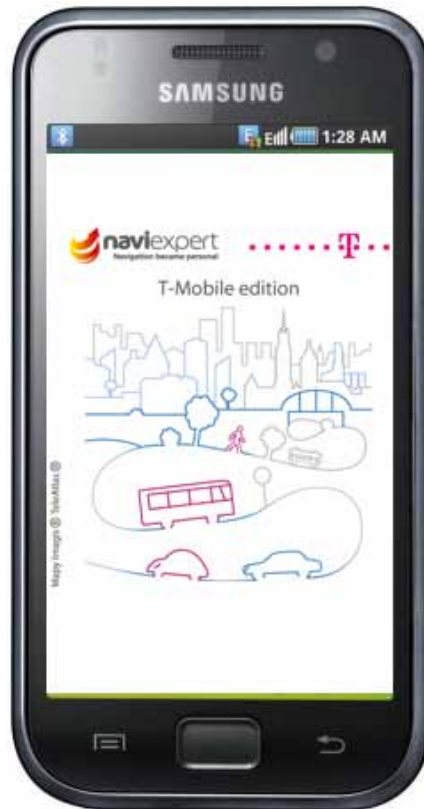 SAMSUNG
E 1:28 AM
naviexpert
Navigation became personal
T
T-Mobile edition
Mapy Images © TeleAtlas ©